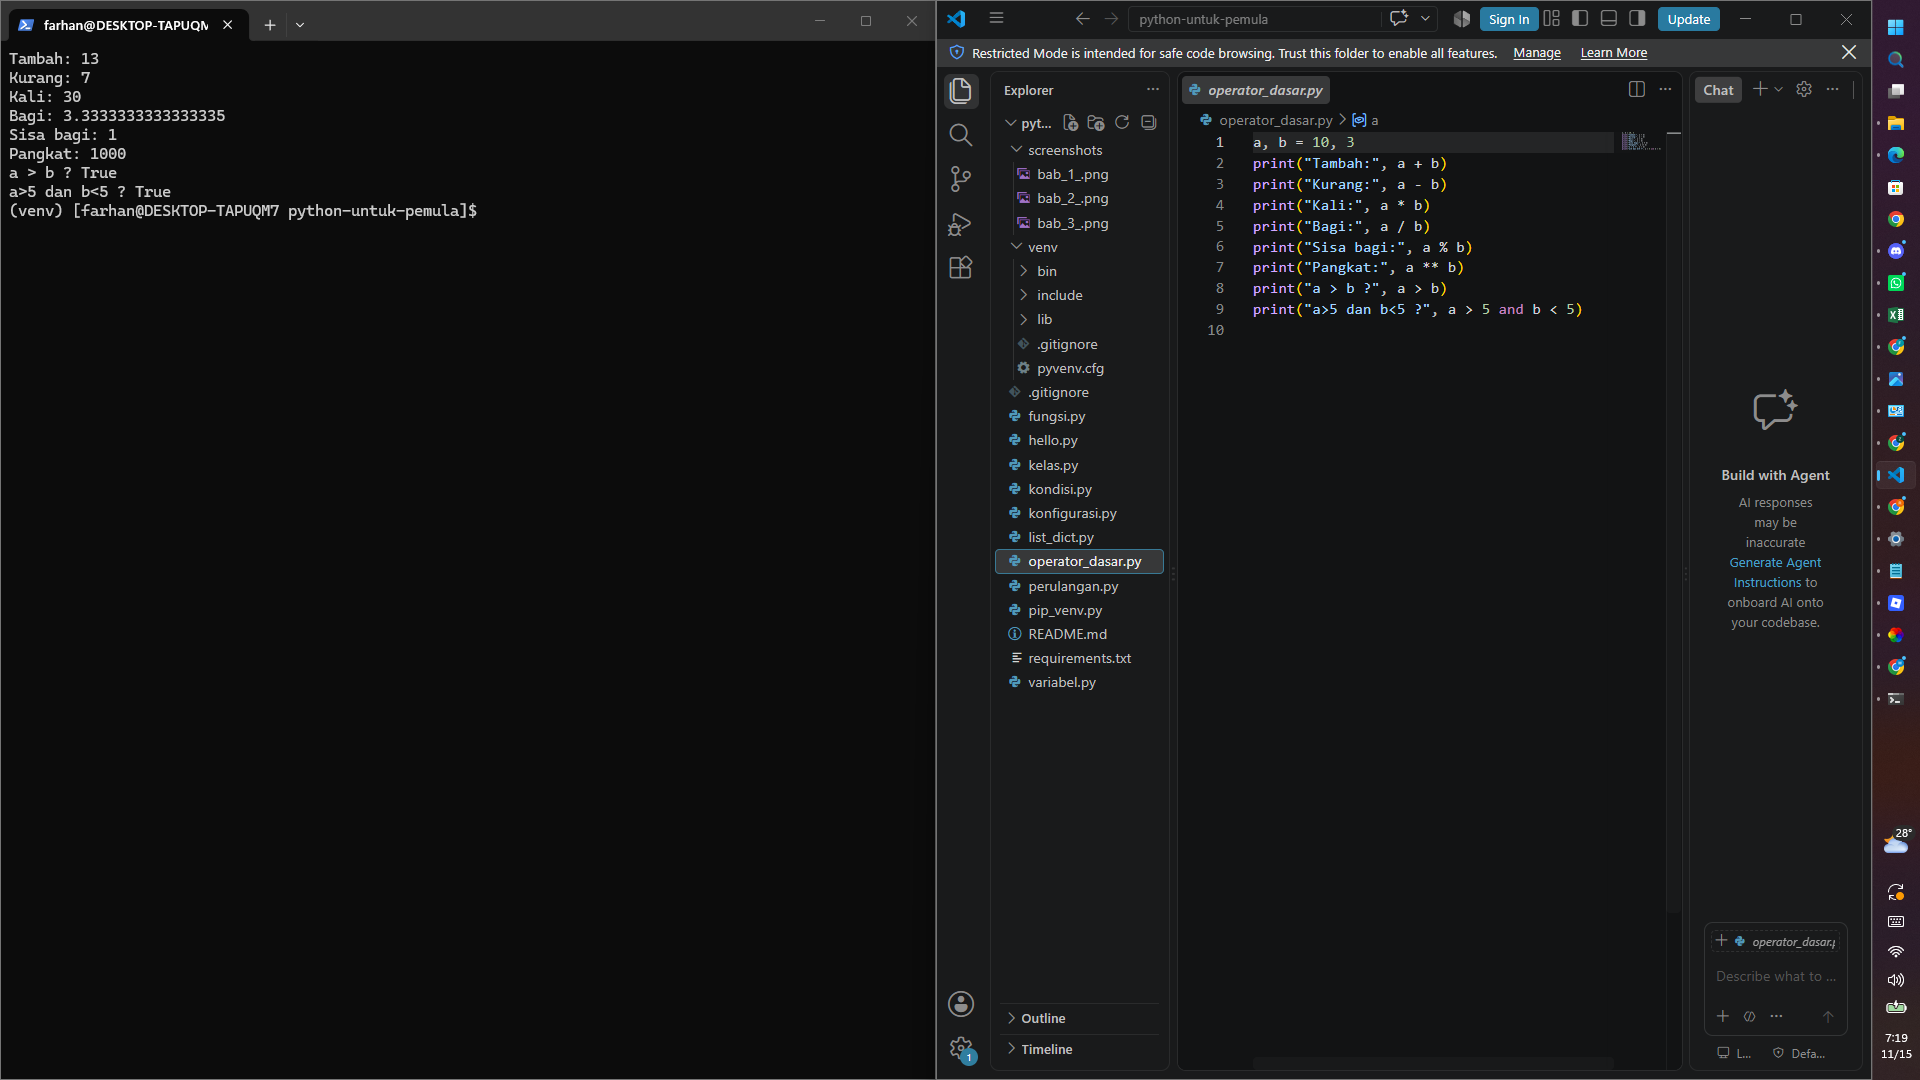 farhan@DESKTOP-TAPUQM
Tambah: 13
Kurang: 7
Kali: 30
Bagi: 3.3333333333333335
Sisa bagi: 1
Pangkat: 1000
a > b ? True
a>5 dan b<5 ? True
(venv) [farhan@DESKTOP-TAPUQM7 python-untuk-pemula]$
python-untuk-pemula
Sign In
Update
Restricted Mode is intended for safe code browsing. Trust this folder to enable all features. Manage Learn More
Explorer
pyt...
screenshots
bab_1_.png
bab_2_.png
bab_3_.png
venv
bin
include
lib
.gitignore
pyvenv.cfg
.gitignore
fungsi.py
hello.py
kelas.py
kondisi.py
konfigurasi.py
list_dict.py
operator_dasar.py
perulangan.py
pip_venv.py
README.md
requirements.txt
variabel.py
Outline
Timeline
1
operator_dasar.py
operator_dasar.py > a
1 a, b = 10, 3
2 print("Tambah:", a + b)
3 print("Kurang:", a - b)
4 print("Kali:", a * b)
5 print("Bagi:", a / b)
6 print("Sisa bagi:", a % b)
7 print("Pangkat:", a ** b)
8 print("a > b ?", a > b)
9 print("a>5 dan b<5 ?", a > 5 and b < 5)
10
Chat
Build with Agent
AI responses
may be
inaccurate
Generate Agent
Instructions to
onboard AI onto
your codebase.
operator_dasar.
Describe what to ...
L...
Defa...
28°
7:19
11/15